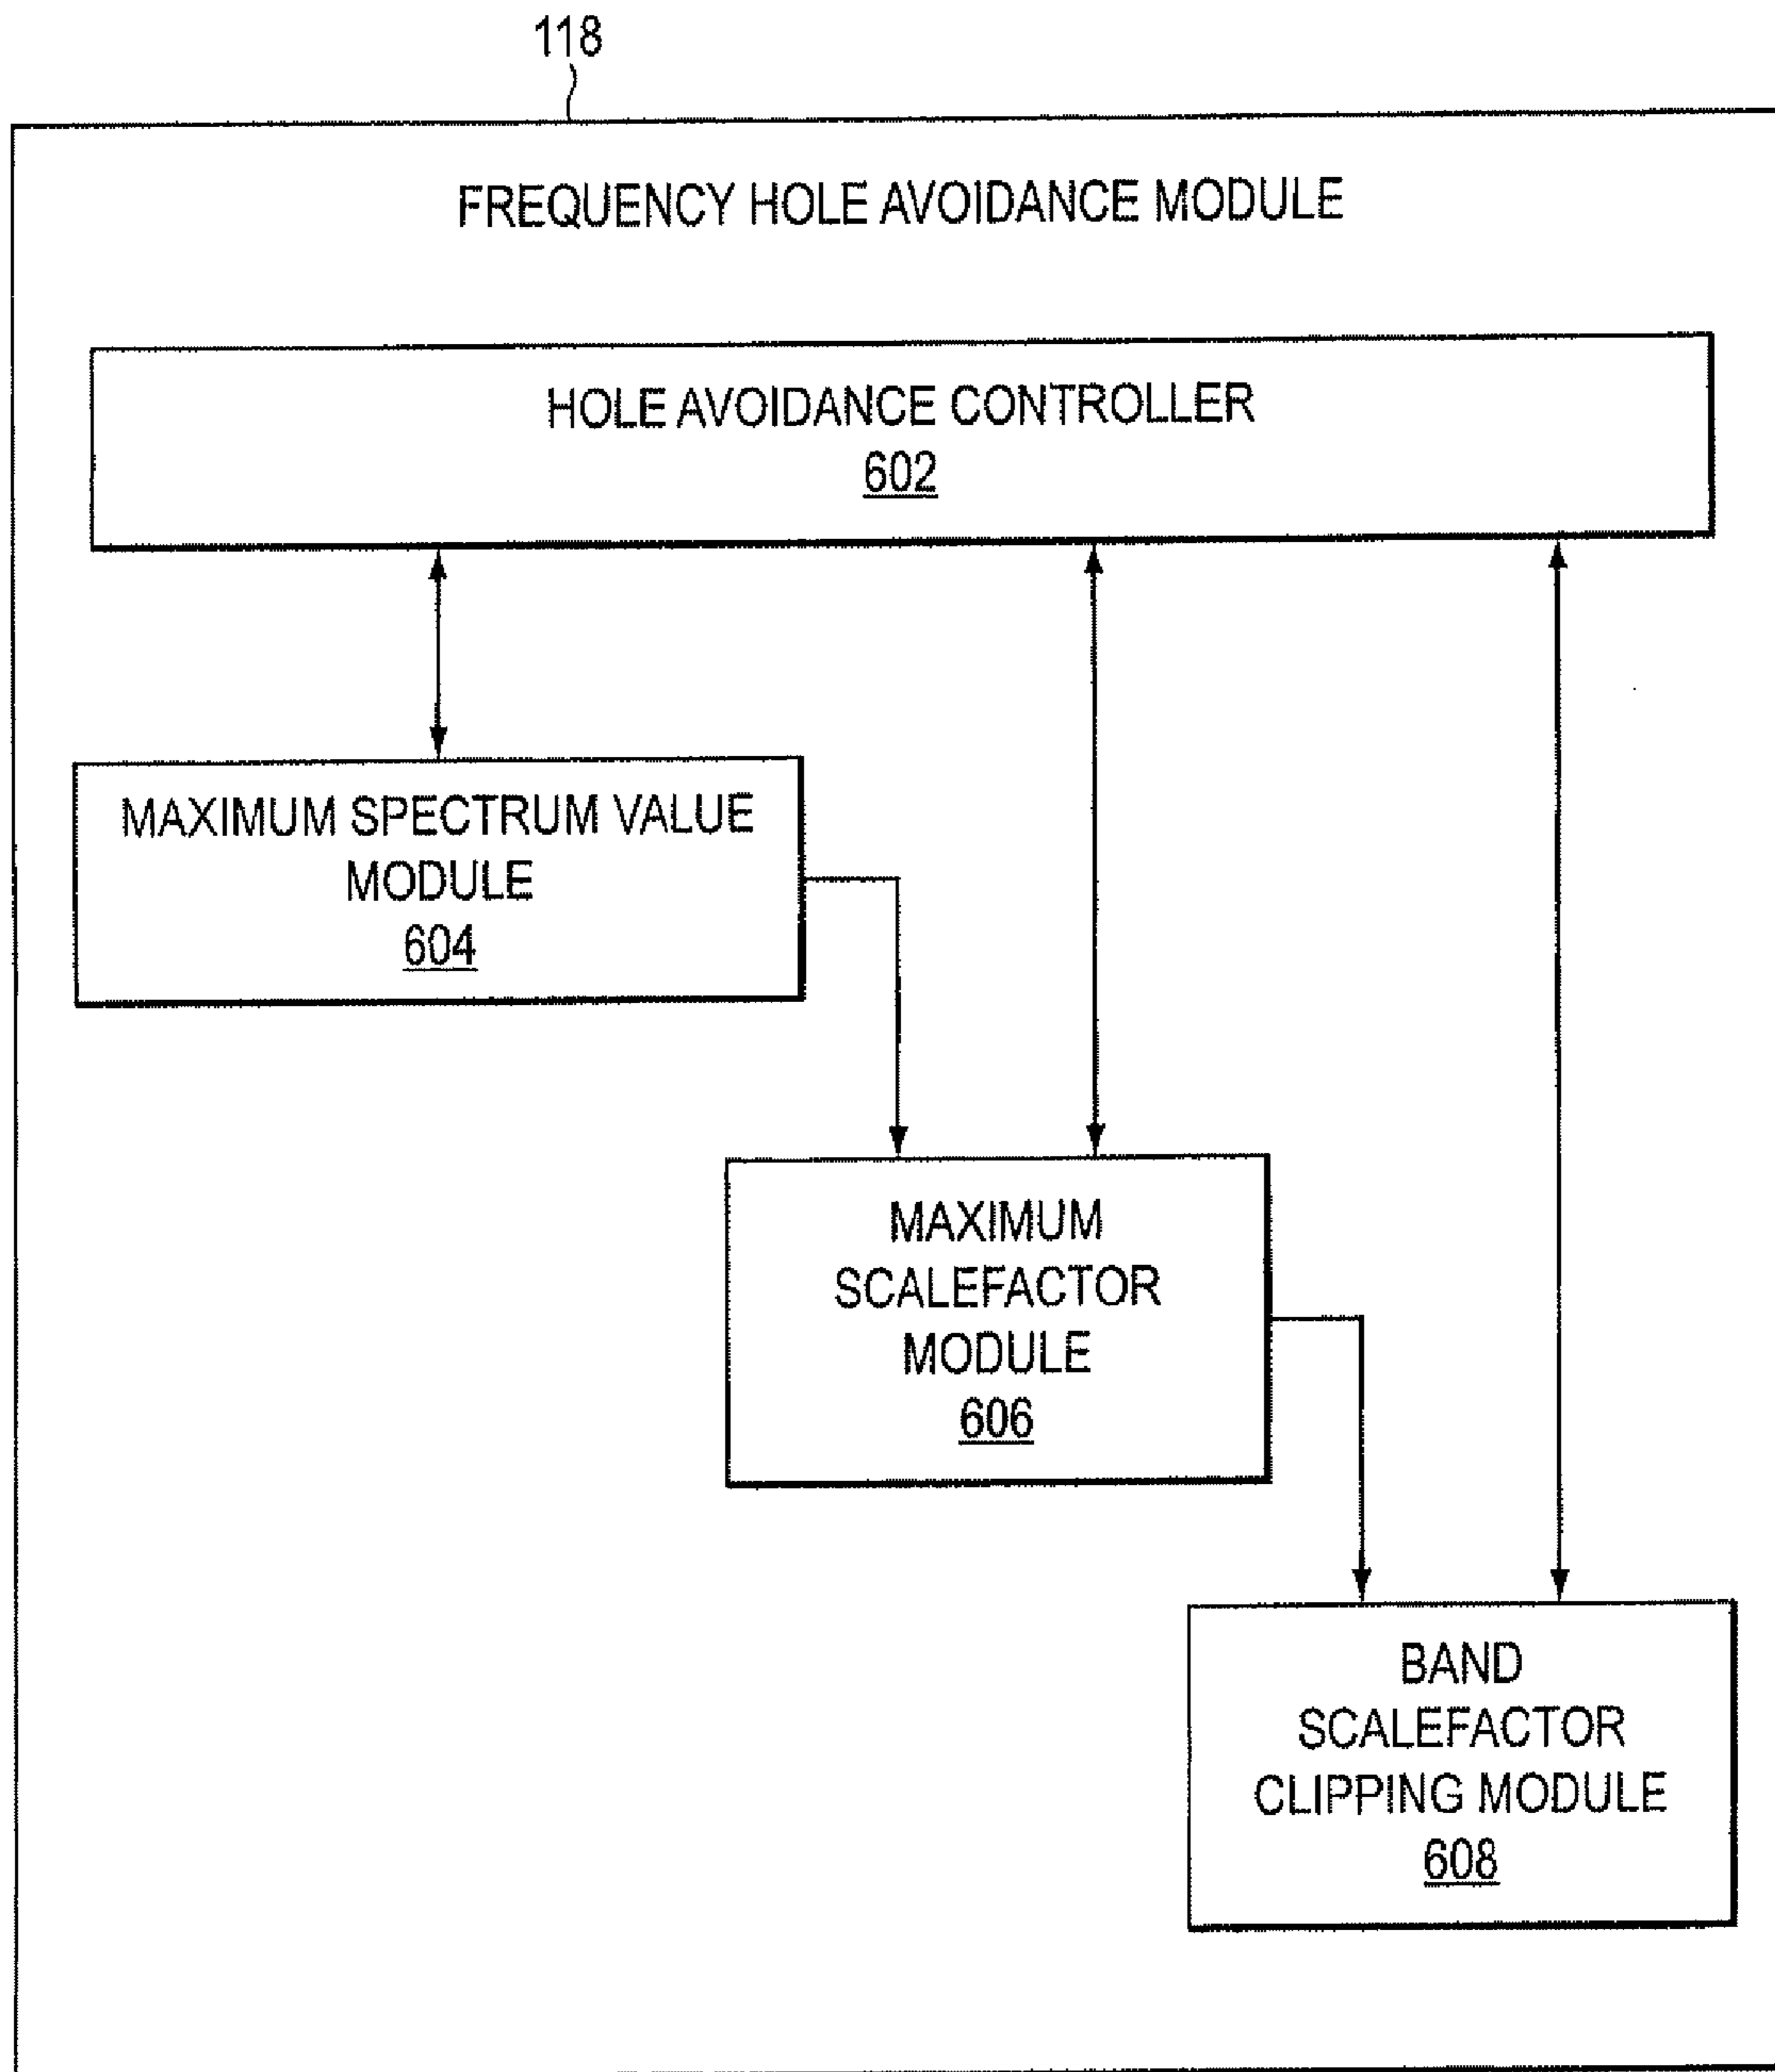 118
FREQUENCY HOLE AVOIDANCE MODULE
HOLE AVOIDANCE CONTROLLER
602
MAXIMUM SPECTRUM VALUE
MODULE
604
MAXIMUM
SCALEFACTOR
MODULE
606
BAND
SCALEFACTOR
CLIPPING MODULE
608